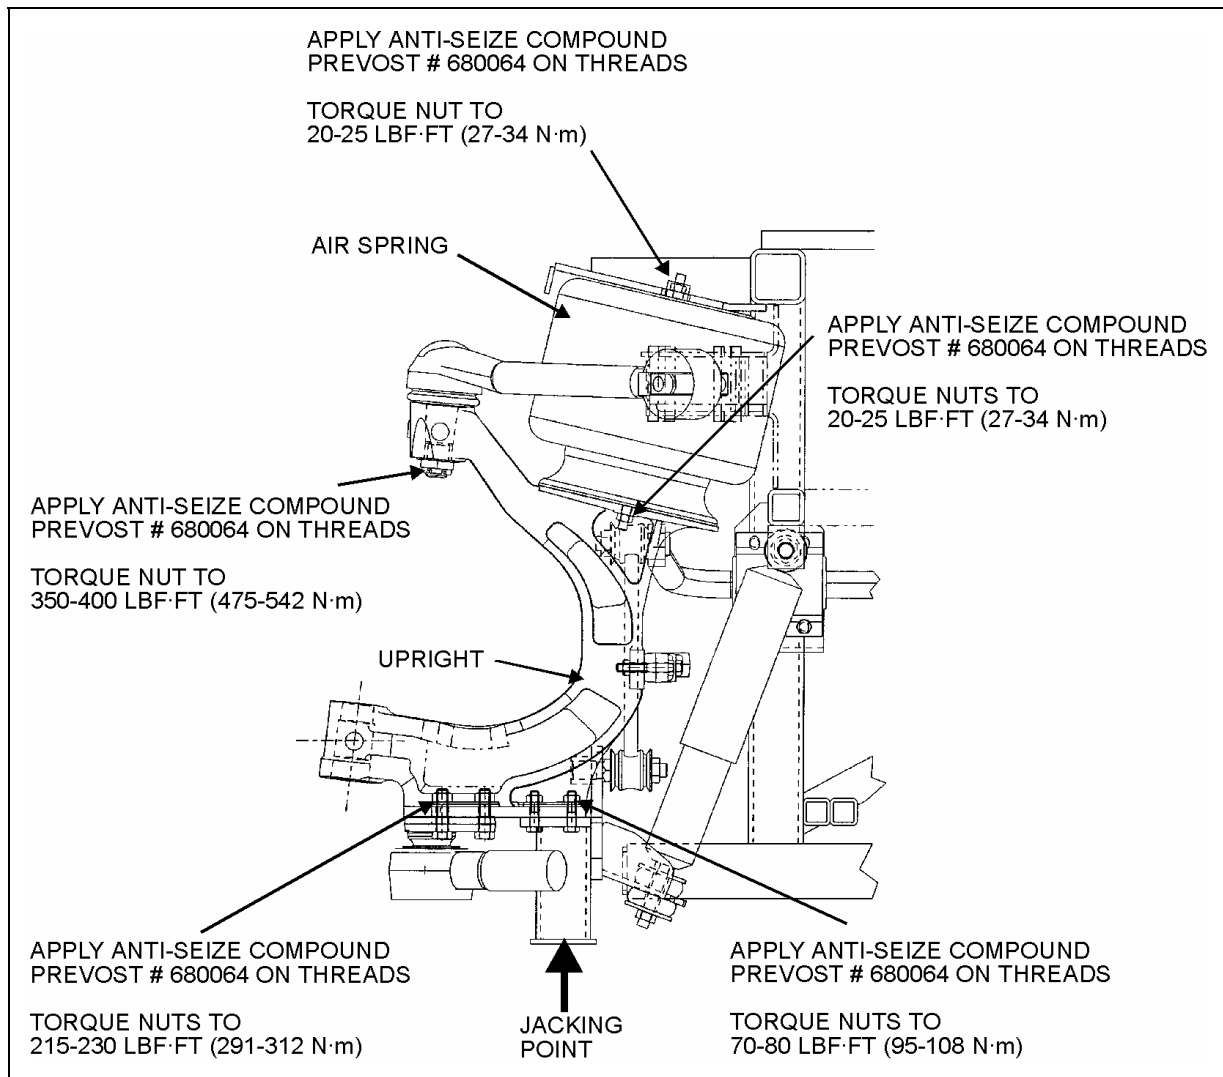 APPLY ANTI-SEIZE COMPOUND
PREVOST # 680064 ON THREADS
TORQUE NUT TO
20-25 LBF·FT (27-34 N·m)
AIR SPRING
APPLY ANTI-SEIZE COMPOUND
PREVOST # 680064 ON THREADS
TORQUE NUTS TO
20-25 LBF·FT (27-34 N·m)
APPLY ANTI-SEIZE COMPOUND
PREVOST # 680064 ON THREADS
TORQUE NUT TO
350-400 LBF·FT (475-542 N·m)
UPRIGHT
APPLY ANTI-SEIZE COMPOUND
PREVOST # 680064 ON THREADS
TORQUE NUTS TO
215-230 LBF·FT (291-312 N·m)
JACKING
POINT
APPLY ANTI-SEIZE COMPOUND
PREVOST # 680064 ON THREADS
TORQUE NUTS TO
70-80 LBF·FT (95-108 N·m)